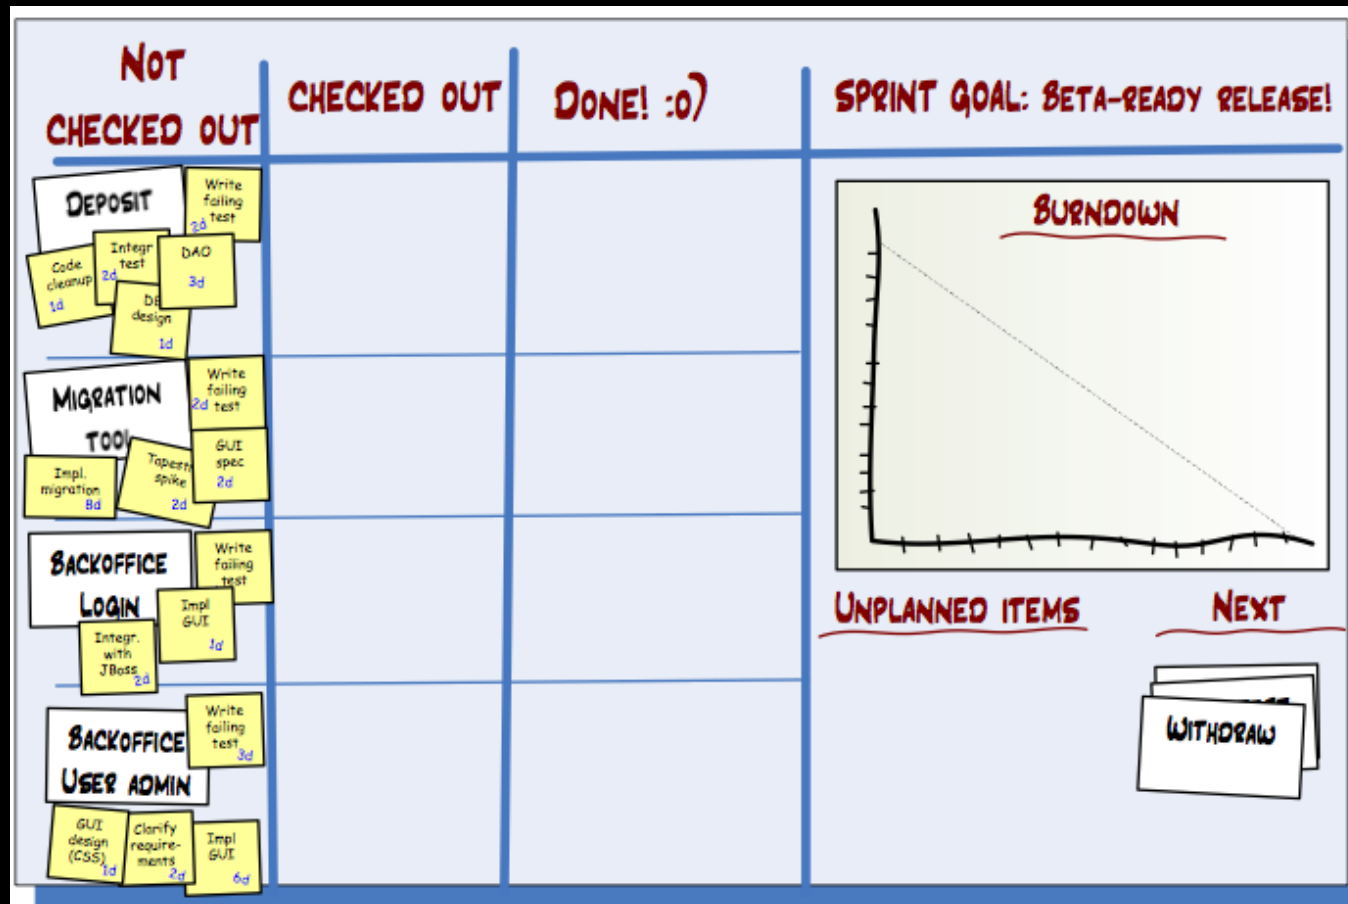 NOT
CHECKED OUT
CHECKED OUT
DONE! :o)
SPRINT GOAL: BETA-READY RELEASE!
DEPOSIT
Write
failing
test
2d
Code
cleanup
1d
Integr
test
2d
DAO
3d
design
1d
MIGRATION
TOOL
Write
failing
test
2d
Impl.
migration
8d
Tapestr
spike
2d
GUI
spec
2d
BACKOFFICE
LOGIN
Write
failing
test
Integr.
with
JBoss
2d
Impl
GUI
1d
BACKOFFICE
USER ADMIN
Write
failing
test
3d
GUI
design
(CSS)
1d
Clarify
require-
ments
2d
Impl
GUI
6d
BURNDOWN
UNPLANNED ITEMS
NEXT
WITHDRAW